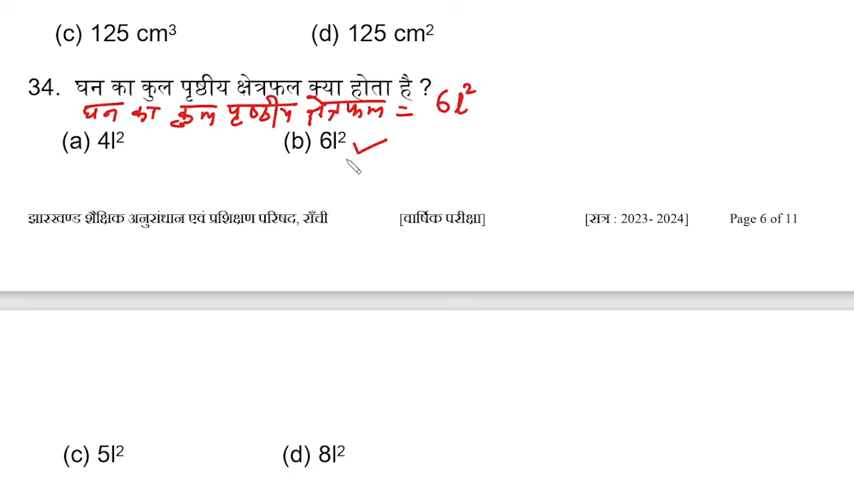 (c) 125 cm³ (d) 125 cm²
34. घन का कुल पृष्ठीय क्षेत्रफल क्या होता है ?
घन का कुल पृष्ठीय क्षेत्रफल = 6l²
(a) 4l² (b) 6l²
झारखण्ड शैक्षिक अनुसंधान एवं प्रशिक्षण परिषद, राँची [वार्षिक परीक्षा] [सत्र : 2023- 2024] Page 6 of 11
(c) 5l² (d) 8l²